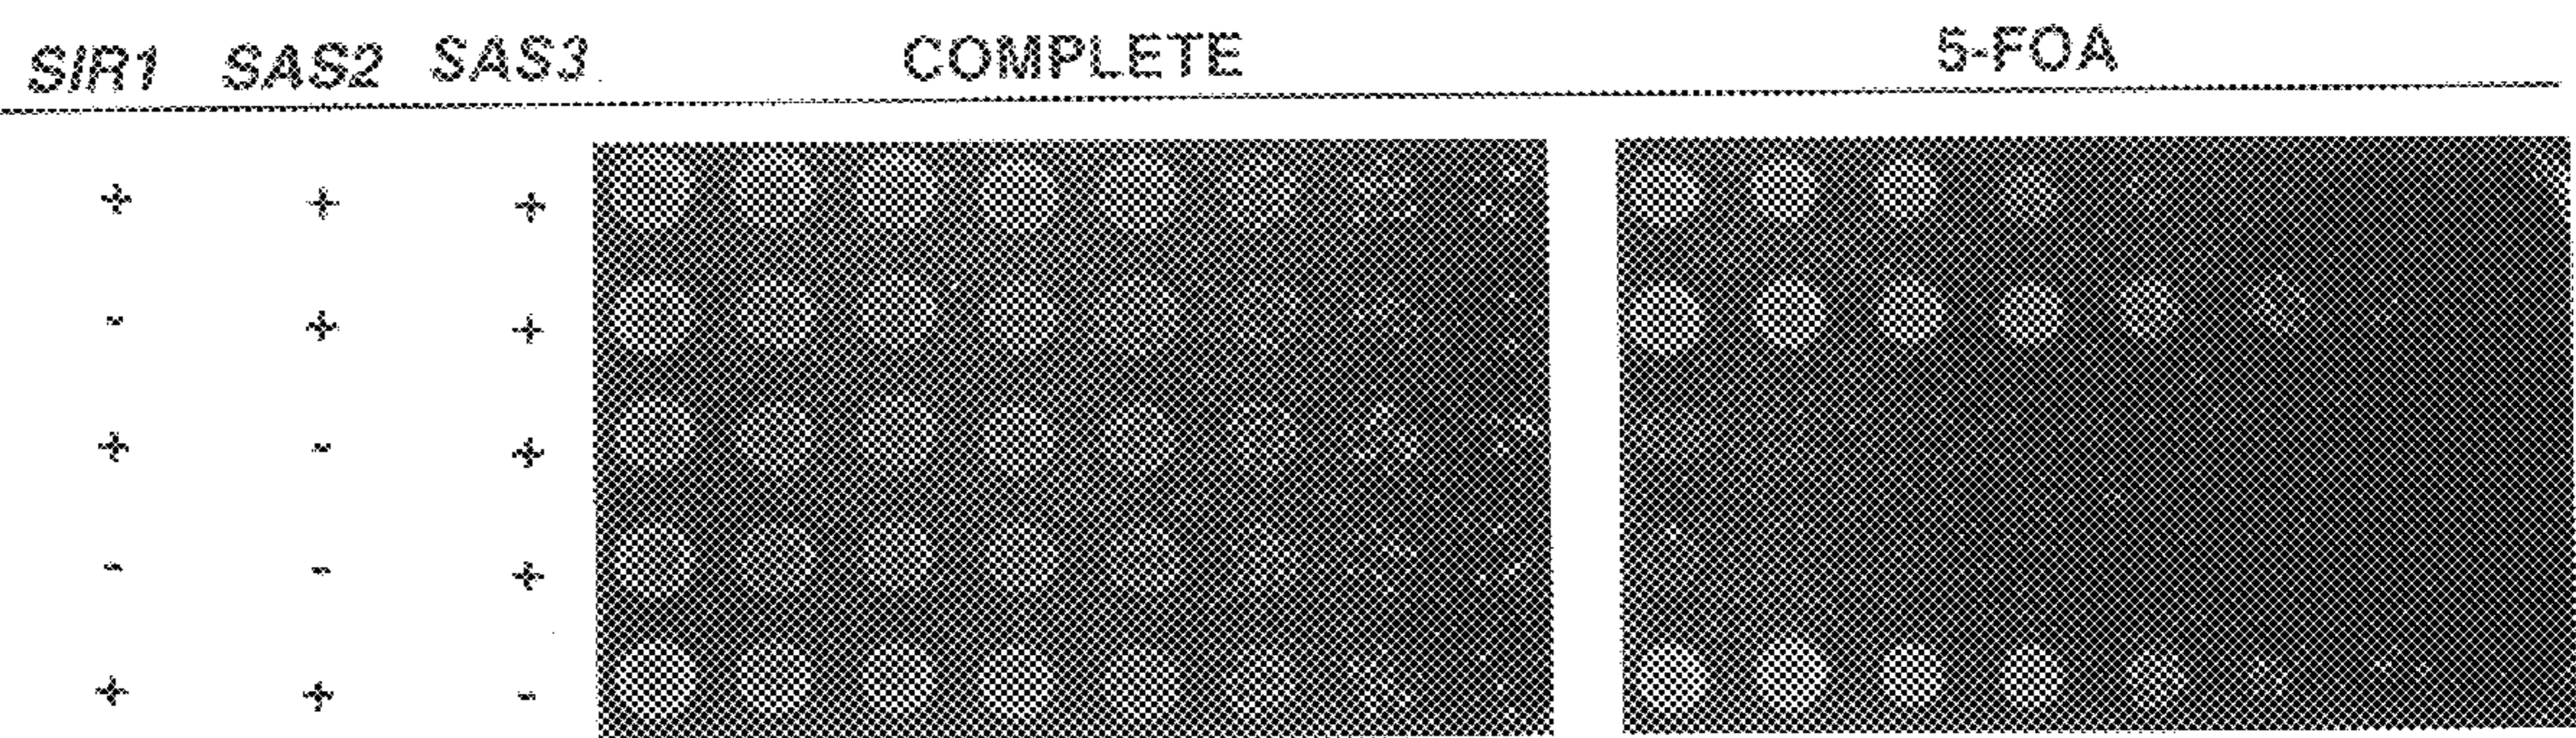 SIR1 SAS2 SAS3 COMPLETE 5-FOA
+ + +
- + +
+ - +
- - +
+ + -